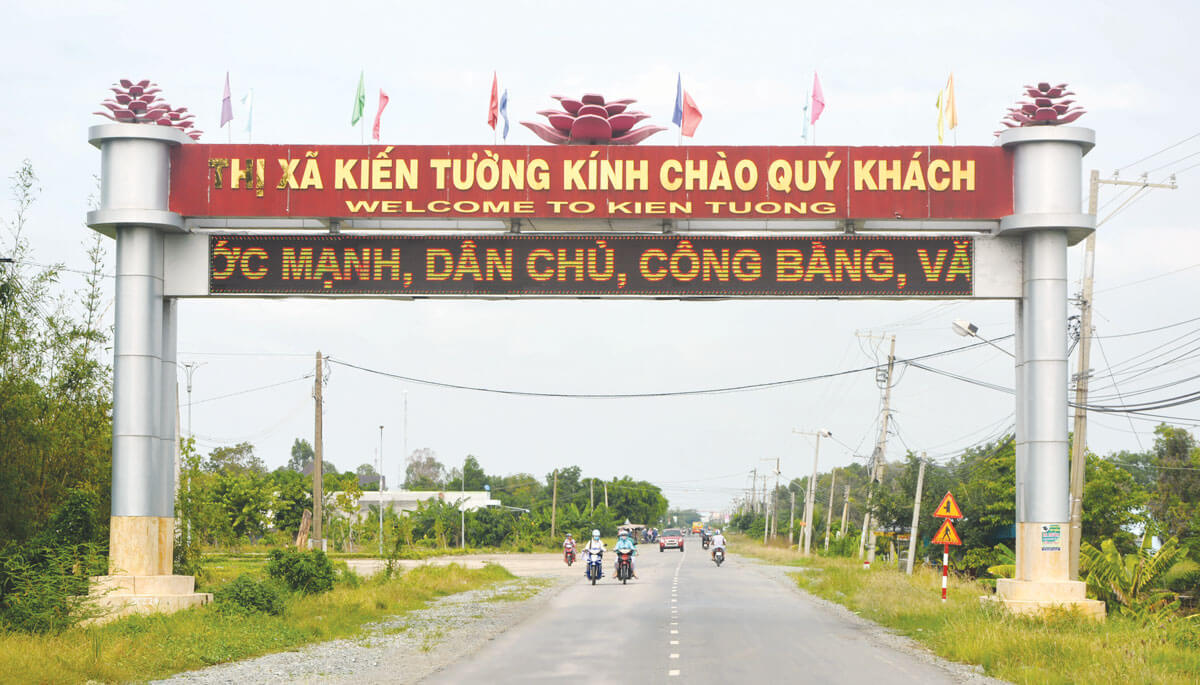 THỊ XÃ KIẾN TƯỜNG KÍNH CHÀO QUÝ KHÁCH
WELCOME TO KIEN TUONG
ỚC MẠNH, DÂN CHỦ, CÔNG BẰNG, VĂ